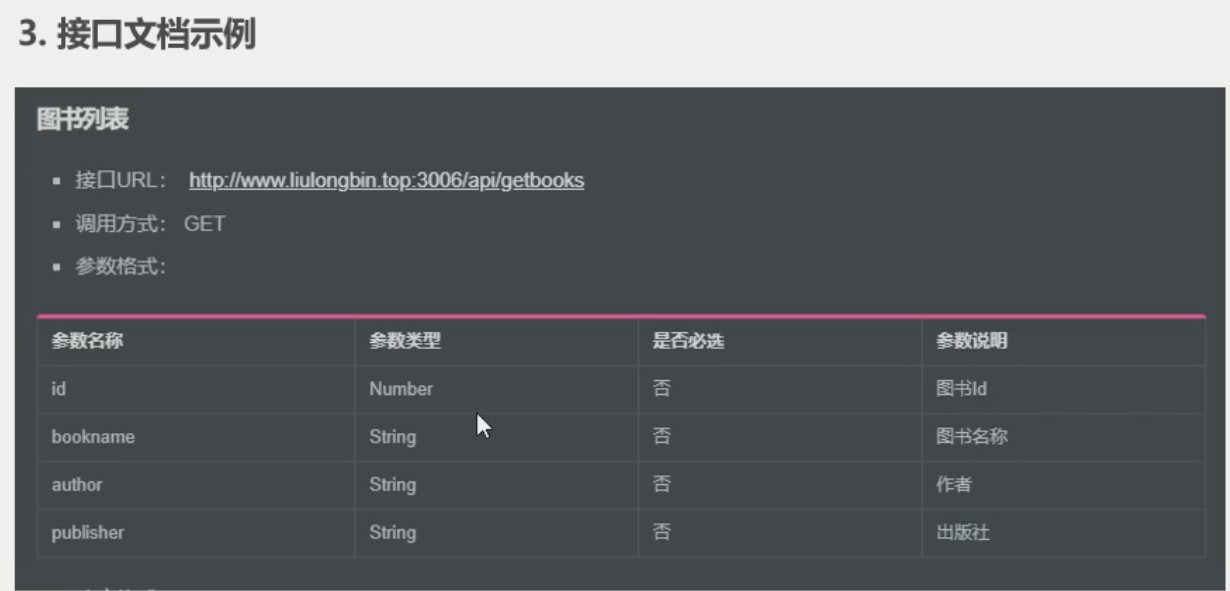 3. 接口文档示例
图书列表
接口URL： http://www.liulongbin.top:3006/api/getbooks
调用方式： GET
参数格式：
参数名称 参数类型 是否必选 参数说明
id Number 否 图书Id
bookname String 否 图书名称
author String 否 作者
publisher String 否 出版社